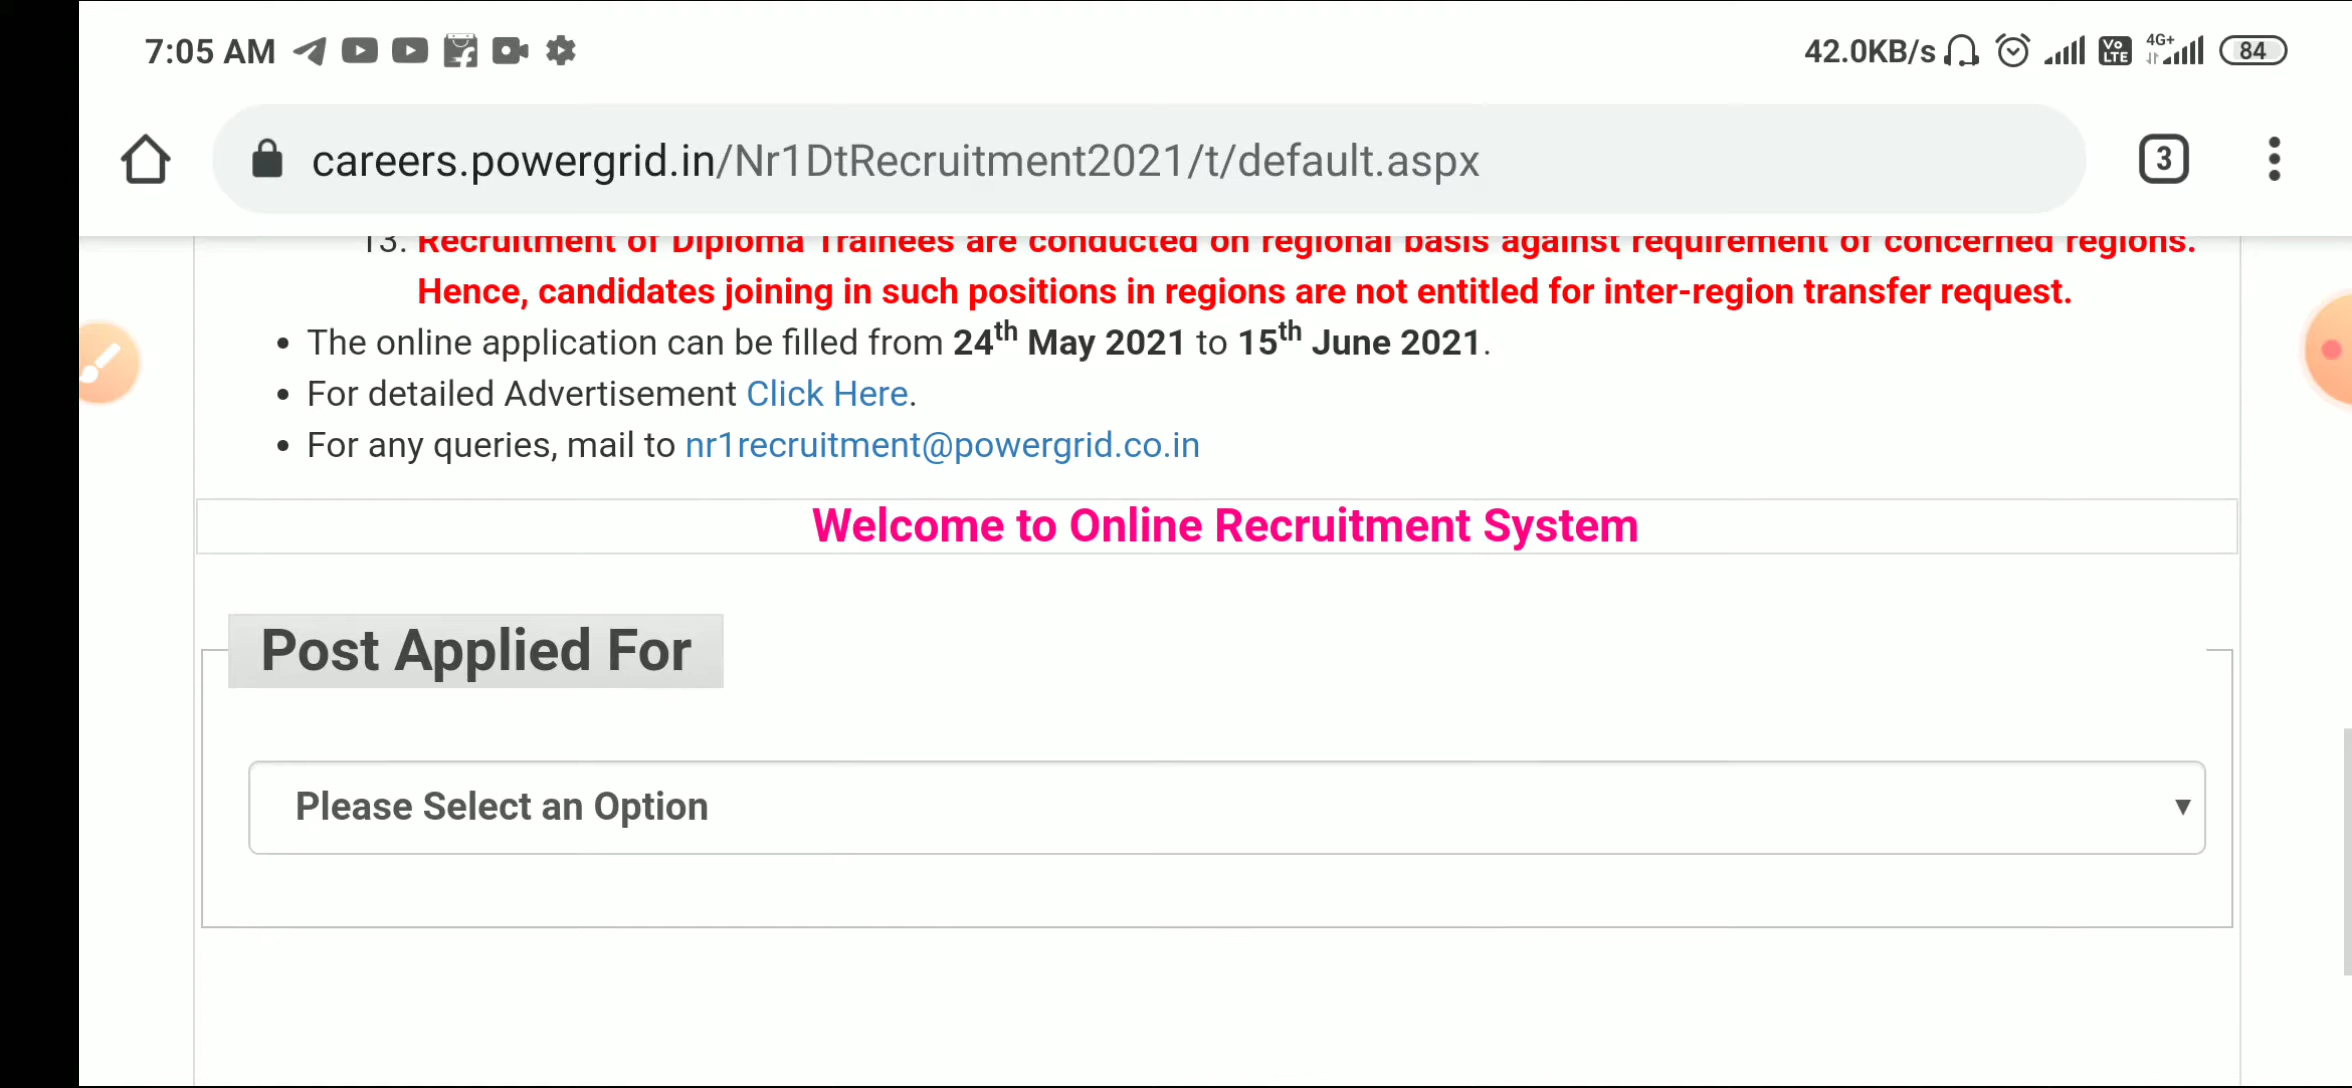 7:05 AM 42.0KB/s Vo LTE 4G+ 84
careers.powergrid.in/Nr1DtRecruitment2021/t/default.aspx 3
13. Recruitment of Diploma Trainees are conducted on regional basis against requirement of concerned regions.
Hence, candidates joining in such positions in regions are not entitled for inter-region transfer request.
• The online application can be filled from 24th May 2021 to 15th June 2021.
• For detailed Advertisement Click Here.
• For any queries, mail to nr1recruitment@powergrid.co.in
Welcome to Online Recruitment System
Post Applied For
Please Select an Option